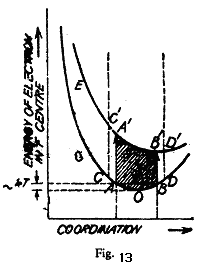 ENERGY OF ELECTRON
IN F CENTRE
E
C'
A'
B'
D'
G
C
A
O
B
D
~kT
COORDINATION
Fig. 13